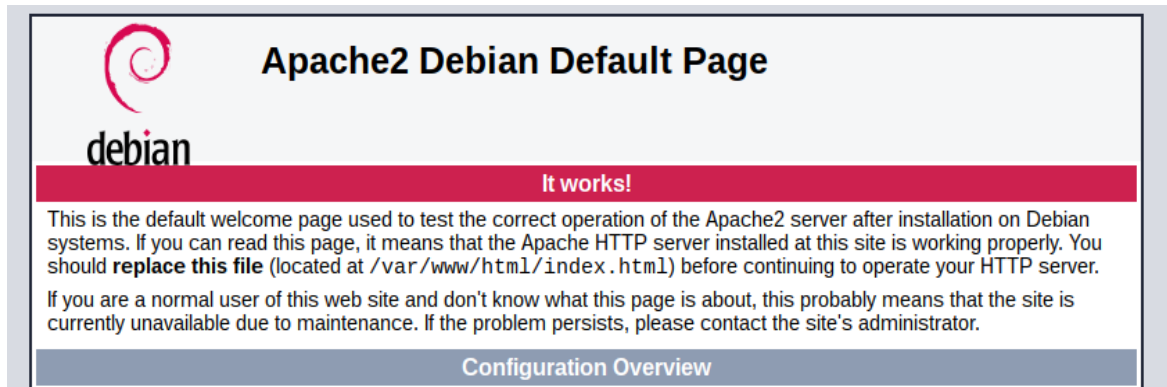 debian
Apache2 Debian Default Page
It works!
This is the default welcome page used to test the correct operation of the Apache2 server after installation on Debian
systems. If you can read this page, it means that the Apache HTTP server installed at this site is working properly. You
should replace this file (located at /var/www/html/index.html) before continuing to operate your HTTP server.
If you are a normal user of this web site and don't know what this page is about, this probably means that the site is
currently unavailable due to maintenance. If the problem persists, please contact the site's administrator.
Configuration Overview